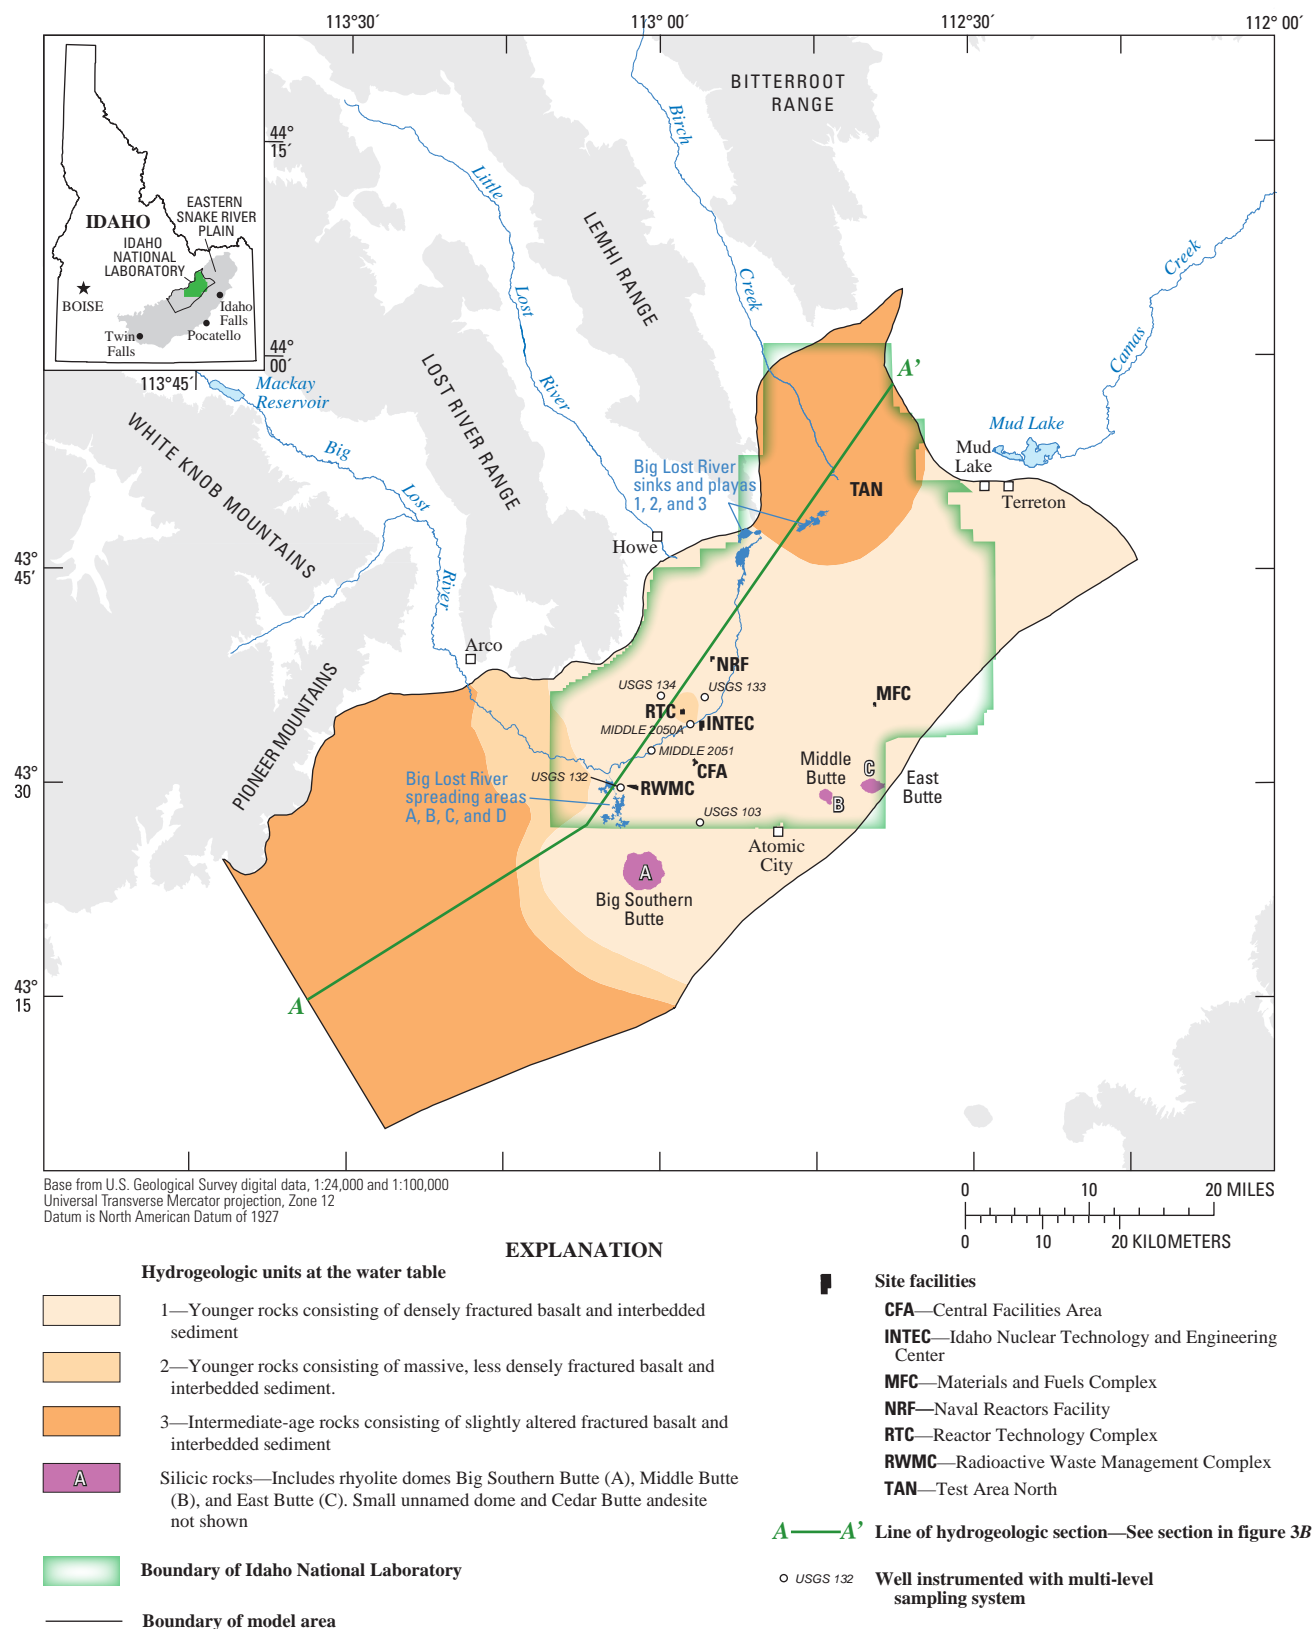 113°30´
113° 00´
112°30´
112° 00´
BITTERROOT
RANGE
44°
15´
Birch
Creek
Little
Lost
River
LEMHI RANGE
IDAHO
EASTERN
SNAKE RIVER
PLAIN
IDAHO
NATIONAL
LABORATORY
BOISE
Idaho
Falls
Pocatello
Twin
Falls
44°
00´
113°45´
Creek
Camas
A’
Mackay
Reservoir
LOST RIVER RANGE
WHITE KNOB MOUNTAINS
Big
Lost
River
Mud Lake
Mud
Lake
Terreton
Big Lost River
sinks and playas
1, 2, and 3
TAN
Howe
43°
45´
Arco
NRF
USGS 134
USGS 133
MFC
RTC
INTEC
MIDDLE 2050A
MIDDLE 2051
PIONEER MOUNTAINS
CFA
Middle
Butte
C
East
Butte
B
43°
30
USGS 132
RWMC
Big Lost River
spreading areas
A, B, C, and D
USGS 103
Atomic
City
A
Big Southern
Butte
43°
15
A
Base from U.S. Geological Survey digital data, 1:24,000 and 1:100,000
Universal Transverse Mercator projection, Zone 12
Datum is North American Datum of 1927
0 10 20 MILES
0 10 20 KILOMETERS
EXPLANATION
Hydrogeologic units at the water table
1—Younger rocks consisting of densely fractured basalt and interbedded
sediment
2—Younger rocks consisting of massive, less densely fractured basalt and
interbedded sediment.
3—Intermediate-age rocks consisting of slightly altered fractured basalt and
interbedded sediment
A
Silicic rocks—Includes rhyolite domes Big Southern Butte (A), Middle Butte
(B), and East Butte (C). Small unnamed dome and Cedar Butte andesite
not shown
Boundary of Idaho National Laboratory
Boundary of model area
Site facilities
CFA—Central Facilities Area
INTEC—Idaho Nuclear Technology and Engineering
Center
MFC—Materials and Fuels Complex
NRF—Naval Reactors Facility
RTC—Reactor Technology Complex
RWMC—Radioactive Waste Management Complex
TAN—Test Area North
A A’ Line of hydrogeologic section—See section in figure 3B
USGS 132 Well instrumented with multi-level
sampling system